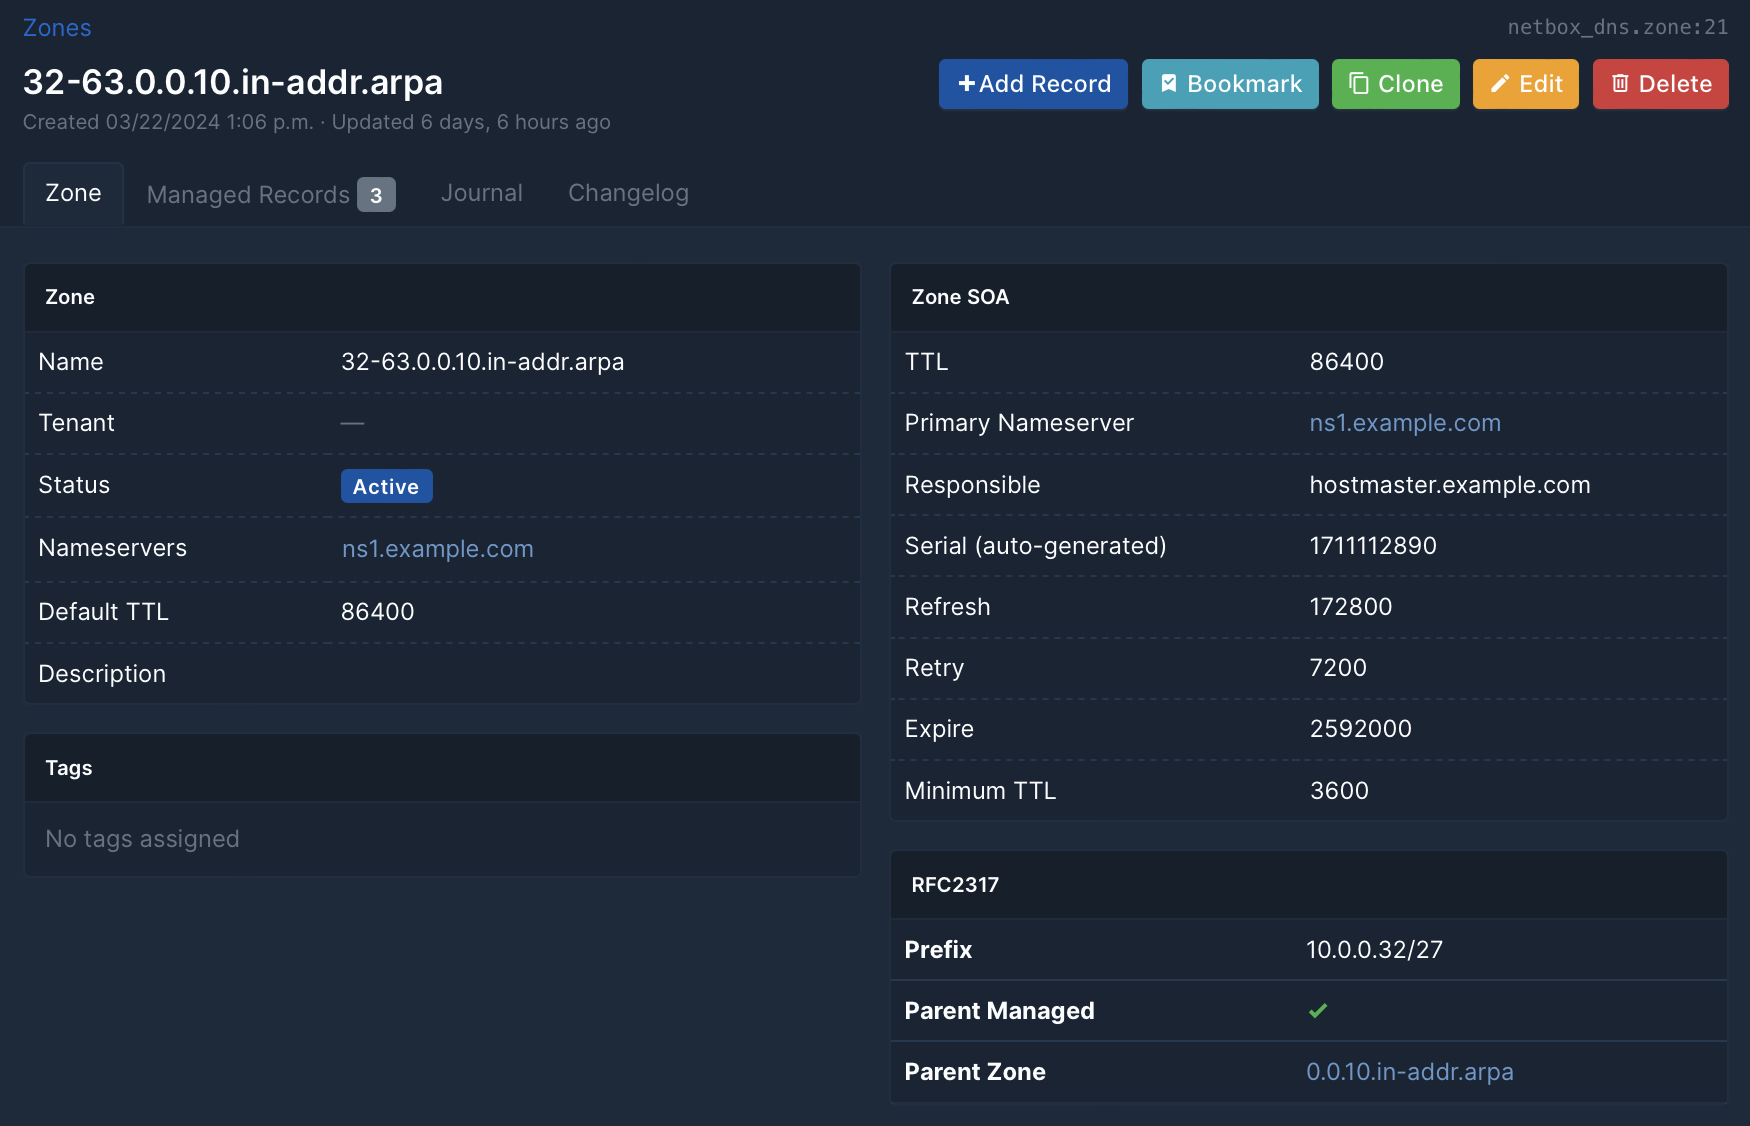 Zones
netbox_dns.zone:21
32-63.0.0.10.in-addr.arpa
+Add Record Bookmark Clone Edit Delete
Created 03/22/2024 1:06 p.m. · Updated 6 days, 6 hours ago
Zone Managed Records 3 Journal Changelog
Zone
Name 32-63.0.0.10.in-addr.arpa
Tenant —
Status Active
Nameservers ns1.example.com
Default TTL 86400
Description
Tags
No tags assigned
Zone SOA
TTL 86400
Primary Nameserver ns1.example.com
Responsible hostmaster.example.com
Serial (auto-generated) 1711112890
Refresh 172800
Retry 7200
Expire 2592000
Minimum TTL 3600
RFC2317
Prefix 10.0.0.32/27
Parent Managed ✓
Parent Zone 0.0.10.in-addr.arpa